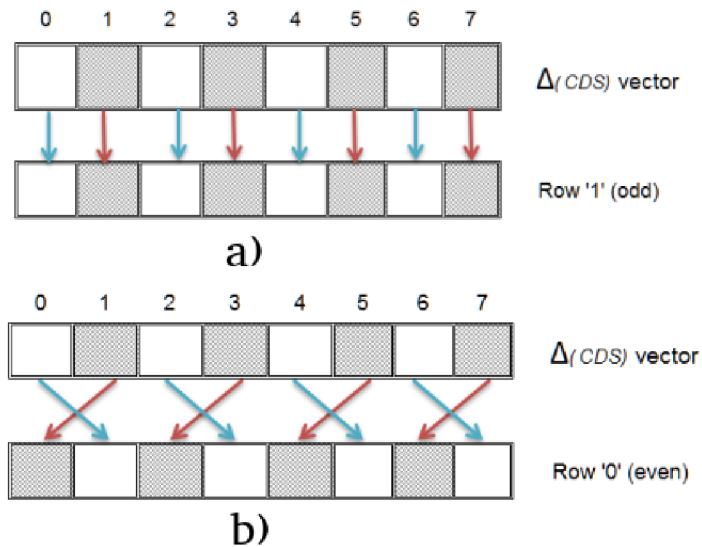 0 1 2 3 4 5 6 7
Δ(CDS) vector
Row '1' (odd)
a)
0 1 2 3 4 5 6 7
Δ(CDS) vector
Row '0' (even)
b)